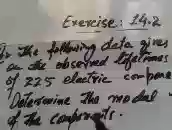 Exercise: 14.2
The following data gives
on the observed lifetimes
of 225 electric compone
Determine the modal
of the components.